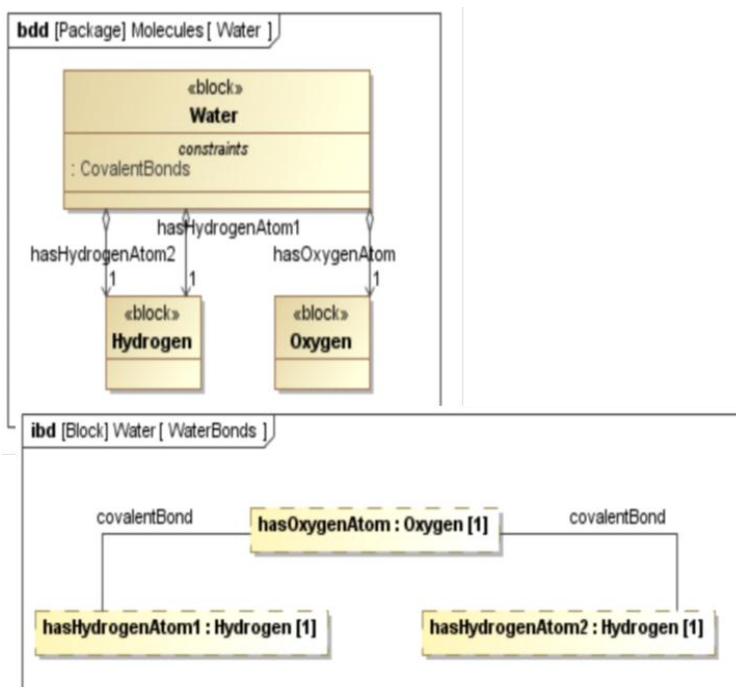 bdd [Package] Molecules [ Water ]
«block»
Water
constraints
: CovalentBonds
hasHydrogenAtom1
hasHydrogenAtom2
hasOxygenAtom
1
1
1
«block»
Hydrogen
«block»
Oxygen
ibd [Block] Water [ WaterBonds ]
covalentBond
covalentBond
hasOxygenAtom : Oxygen [1]
hasHydrogenAtom1 : Hydrogen [1]
hasHydrogenAtom2 : Hydrogen [1]